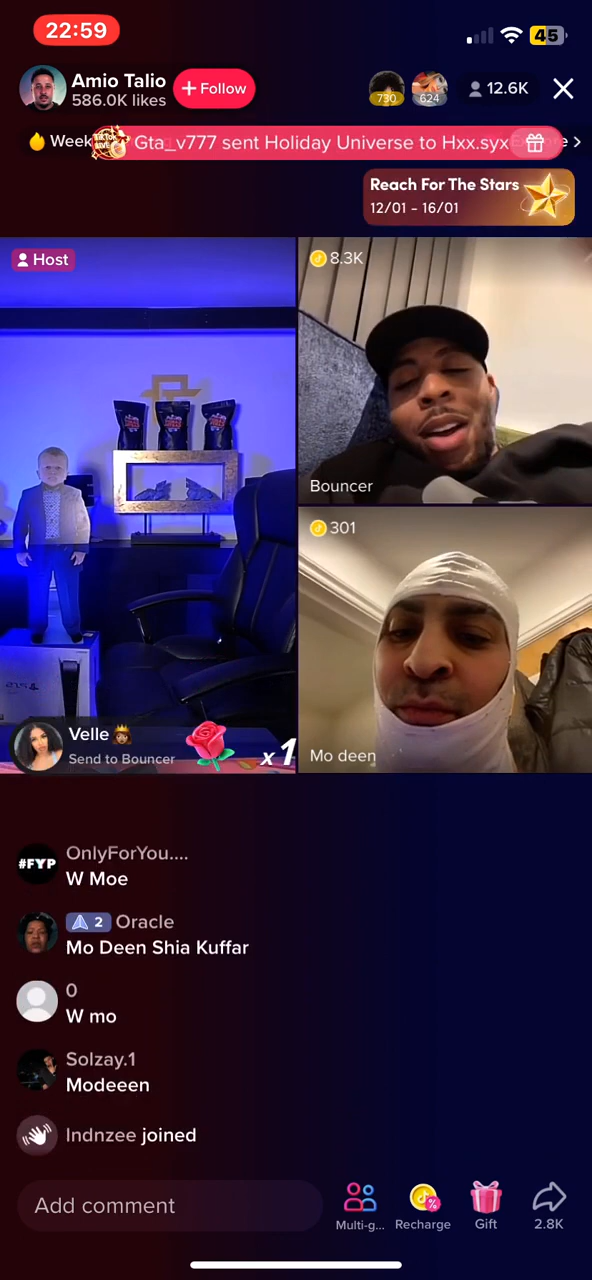 22:59
45
Amio Talio
586.0K likes
+ Follow
730
624
12.6K
Week
TikTok LIVE
Gta_v777 sent Holiday Universe to Hxx.syx
e >
Reach For The Stars
12/01 - 16/01
Host
8.3K
Bouncer
301
Mo deen
Velle
Send to Bouncer
x1
#FYP
OnlyForYou....
W Moe
2 Oracle
Mo Deen Shia Kuffar
0
W mo
Solzay.1
Modeeen
Indnzee joined
Add comment
Multi-g...
Recharge
Gift
2.8K